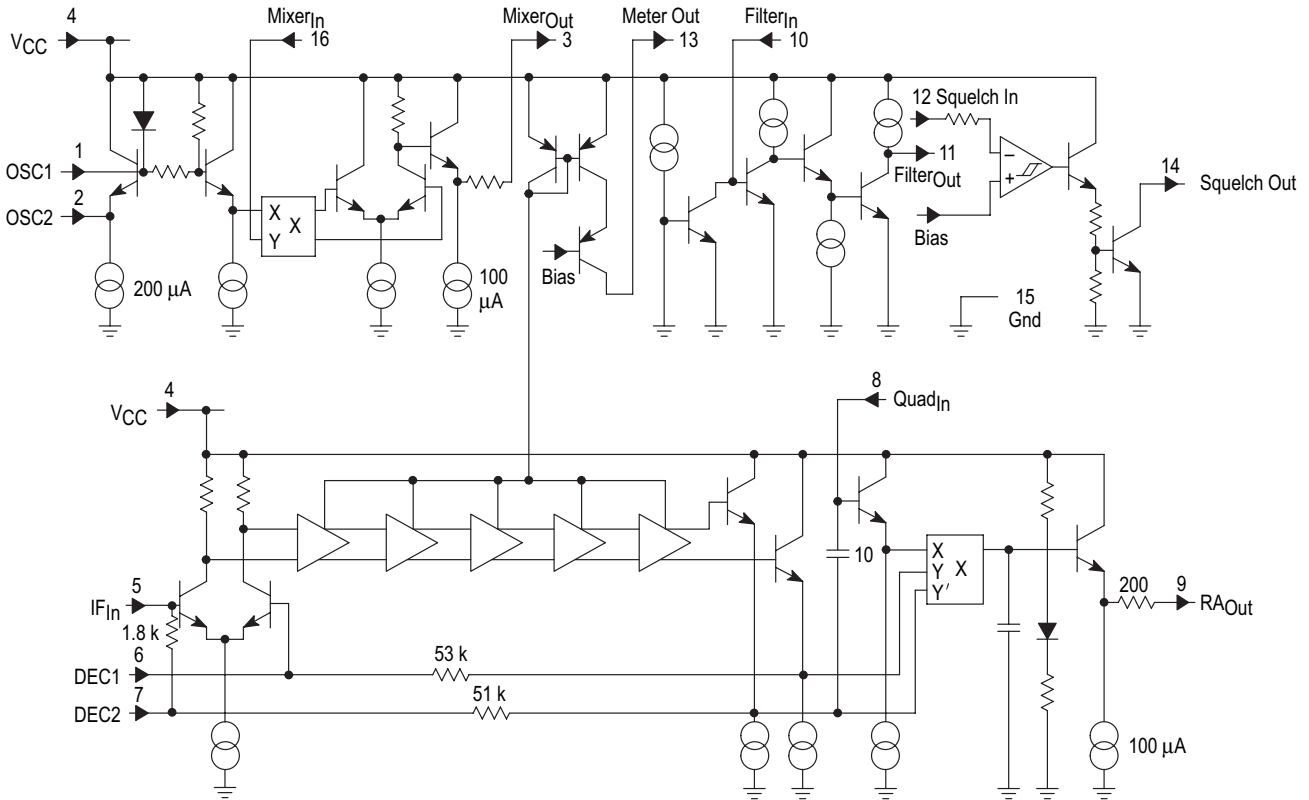 4
VCC
MixerIn
16
MixerOut
3
Meter Out
13
FilterIn
10
12 Squelch In
OSC1
1
OSC2
2
200 µA
X
Y
X
100
µA
Bias
11
FilterOut
−
+
Bias
14
Squelch Out
15
Gnd
4
VCC
8
QuadIn
10
X
Y
Y′
X
5
IFIn
1.8 k
6
DEC1
53 k
7
DEC2
51 k
200
9
RAOut
100 µA